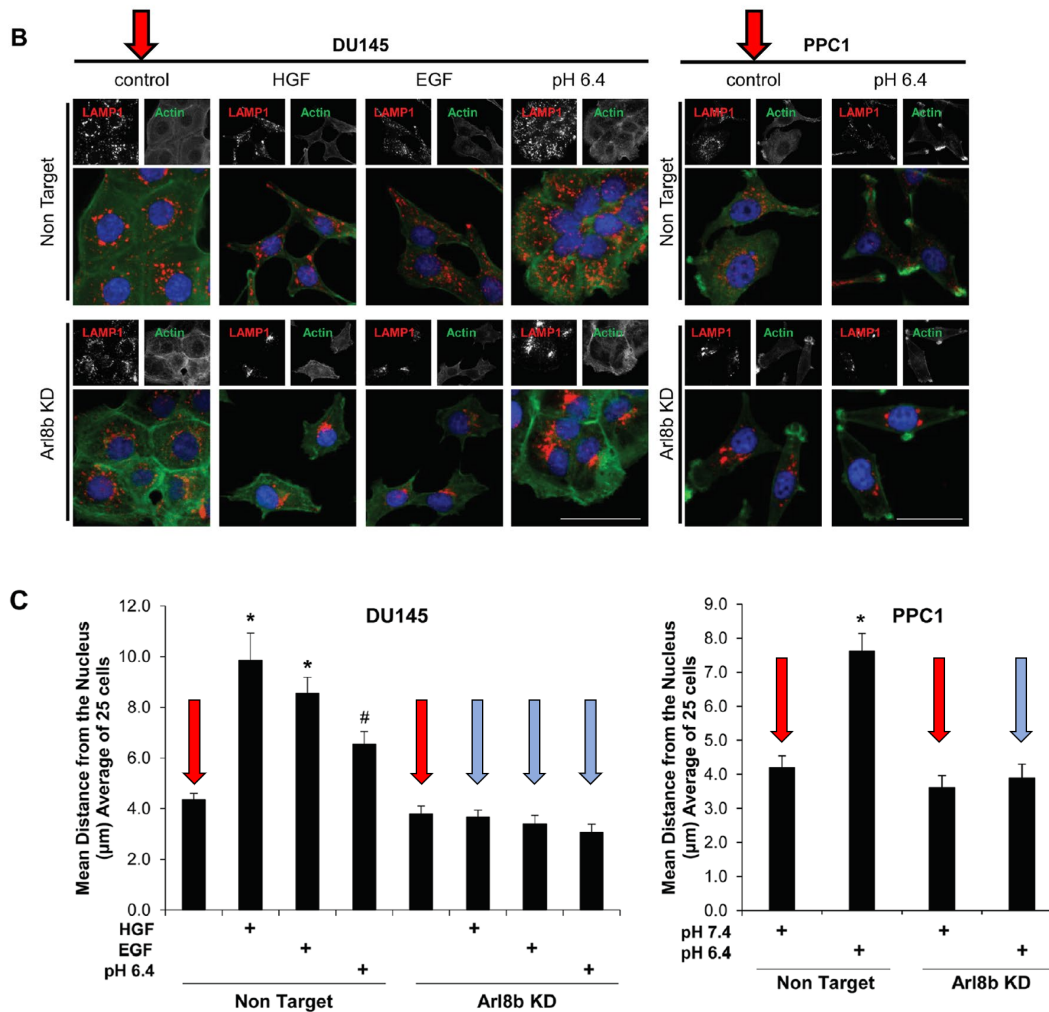 B
DU145
PPC1
control HGF EGF pH 6.4
control pH 6.4
Non Target
LAMP1 Actin LAMP1 Actin LAMP1 Actin LAMP1 Actin
Non Target
LAMP1 Actin LAMP1 Actin
Arl8b KD
LAMP1 Actin LAMP1 Actin LAMP1 Actin LAMP1 Actin
Arl8b KD
LAMP1 Actin LAMP1 Actin
C
DU145
Mean Distance from the Nucleus
(µm) Average of 25 cells
12.0
10.0
8.0
6.0
4.0
2.0
0.0
*
*
#
HGF + +
EGF + +
pH 6.4 + +
Non Target Arl8b KD
PPC1
Mean Distance from the Nucleus
(µm) Average of 25 cells
9.0
8.0
7.0
6.0
5.0
4.0
3.0
2.0
1.0
0.0
*
pH 7.4 + +
pH 6.4 + +
Non Target Arl8b KD